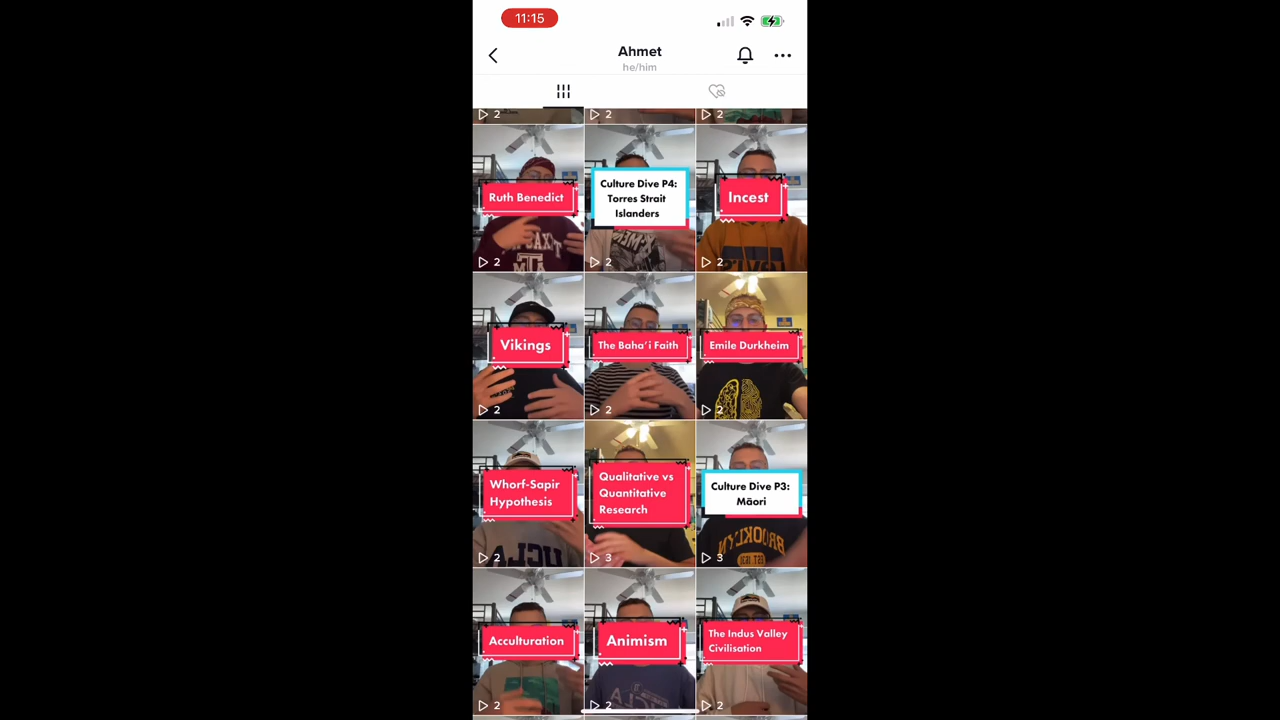 11:15
Ahmet
he/him
2 2 2
Ruth Benedict
Culture Dive P4:
Torres Strait
Islanders
Incest
2 2 2
Vikings
The Baha'i Faith
Emile Durkheim
2 2 2
Whorf-Sapir
Hypothesis
UCLA
Qualitative vs
Quantitative
Research
Culture Dive P3:
Māori
BROOKLYN
2 3 3
Acculturation
Animism
The Indus Valley
Civilisation
2 2 2